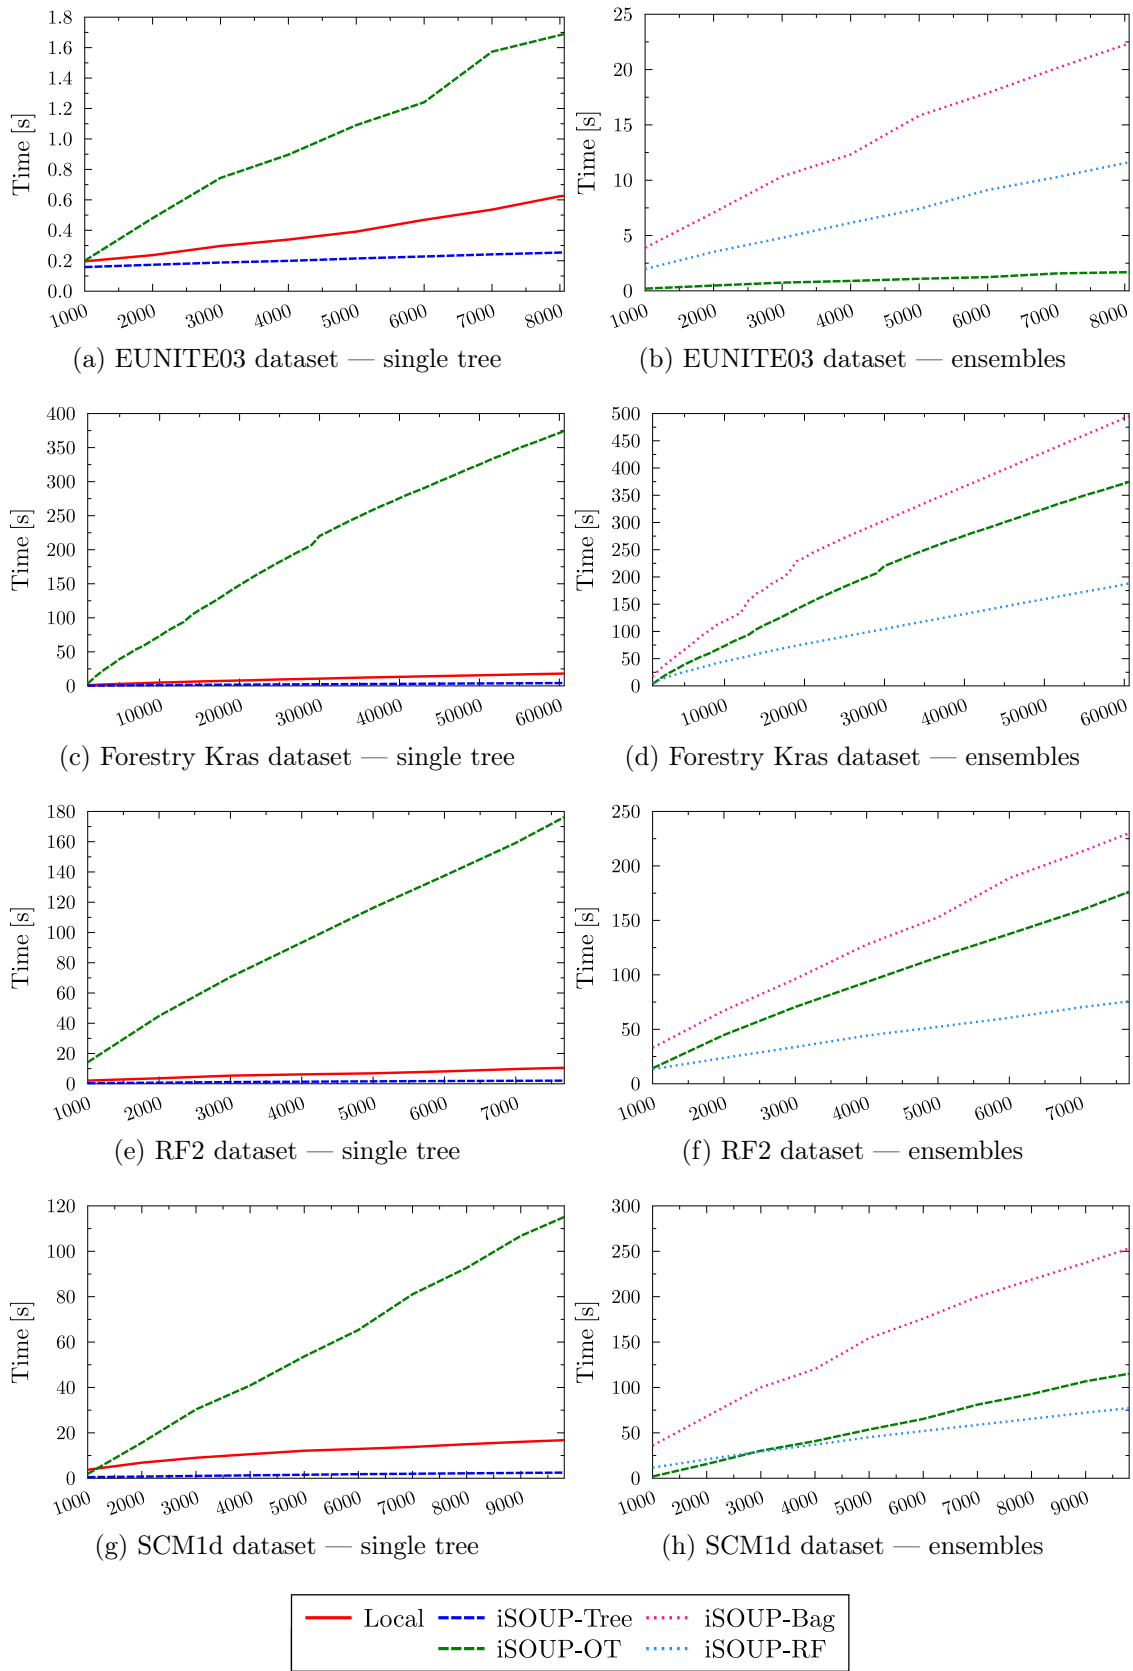 1.8
1.6
1.4
1.2
1.0
0.8
0.6
0.4
0.2
0.0
Time [s]
1000 2000 3000 4000 5000 6000 7000 8000
(a) EUNITE03 dataset — single tree
25
20
15
10
5
0
Time [s]
1000 2000 3000 4000 5000 6000 7000 8000
(b) EUNITE03 dataset — ensembles
400
350
300
250
200
150
100
50
0
Time [s]
10000 20000 30000 40000 50000 60000
(c) Forestry Kras dataset — single tree
500
450
400
350
300
250
200
150
100
50
0
Time [s]
10000 20000 30000 40000 50000 60000
(d) Forestry Kras dataset — ensembles
180
160
140
120
100
80
60
40
20
0
Time [s]
1000 2000 3000 4000 5000 6000 7000
(e) RF2 dataset — single tree
250
200
150
100
50
0
Time [s]
1000 2000 3000 4000 5000 6000 7000
(f) RF2 dataset — ensembles
120
100
80
60
40
20
0
Time [s]
1000 2000 3000 4000 5000 6000 7000 8000 9000
(g) SCM1d dataset — single tree
300
250
200
150
100
50
0
Time [s]
1000 2000 3000 4000 5000 6000 7000 8000 9000
(h) SCM1d dataset — ensembles
Local iSOUP-Tree iSOUP-Bag
iSOUP-OT iSOUP-RF